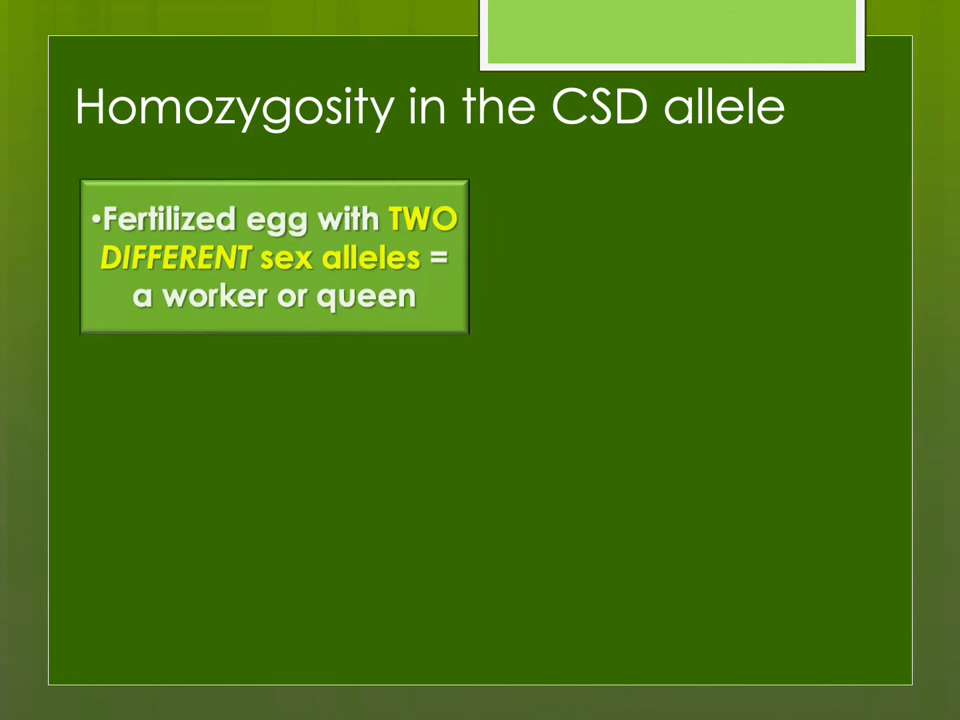 Homozygosity in the CSD allele
•Fertilized egg with TWO
DIFFERENT sex alleles =
a worker or queen